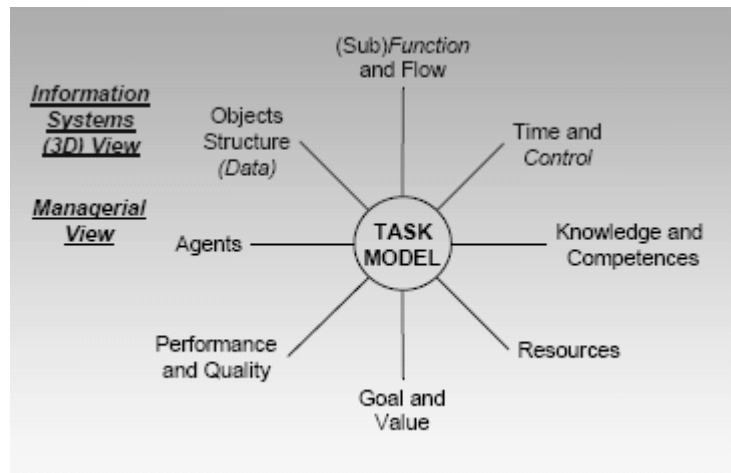 (Sub)Function
and Flow
Information
Systems
(3D) View
Objects
Structure
(Data)
Time and
Control
Managerial
View
Agents
TASK
MODEL
Knowledge and
Competences
Performance
and Quality
Resources
Goal and
Value